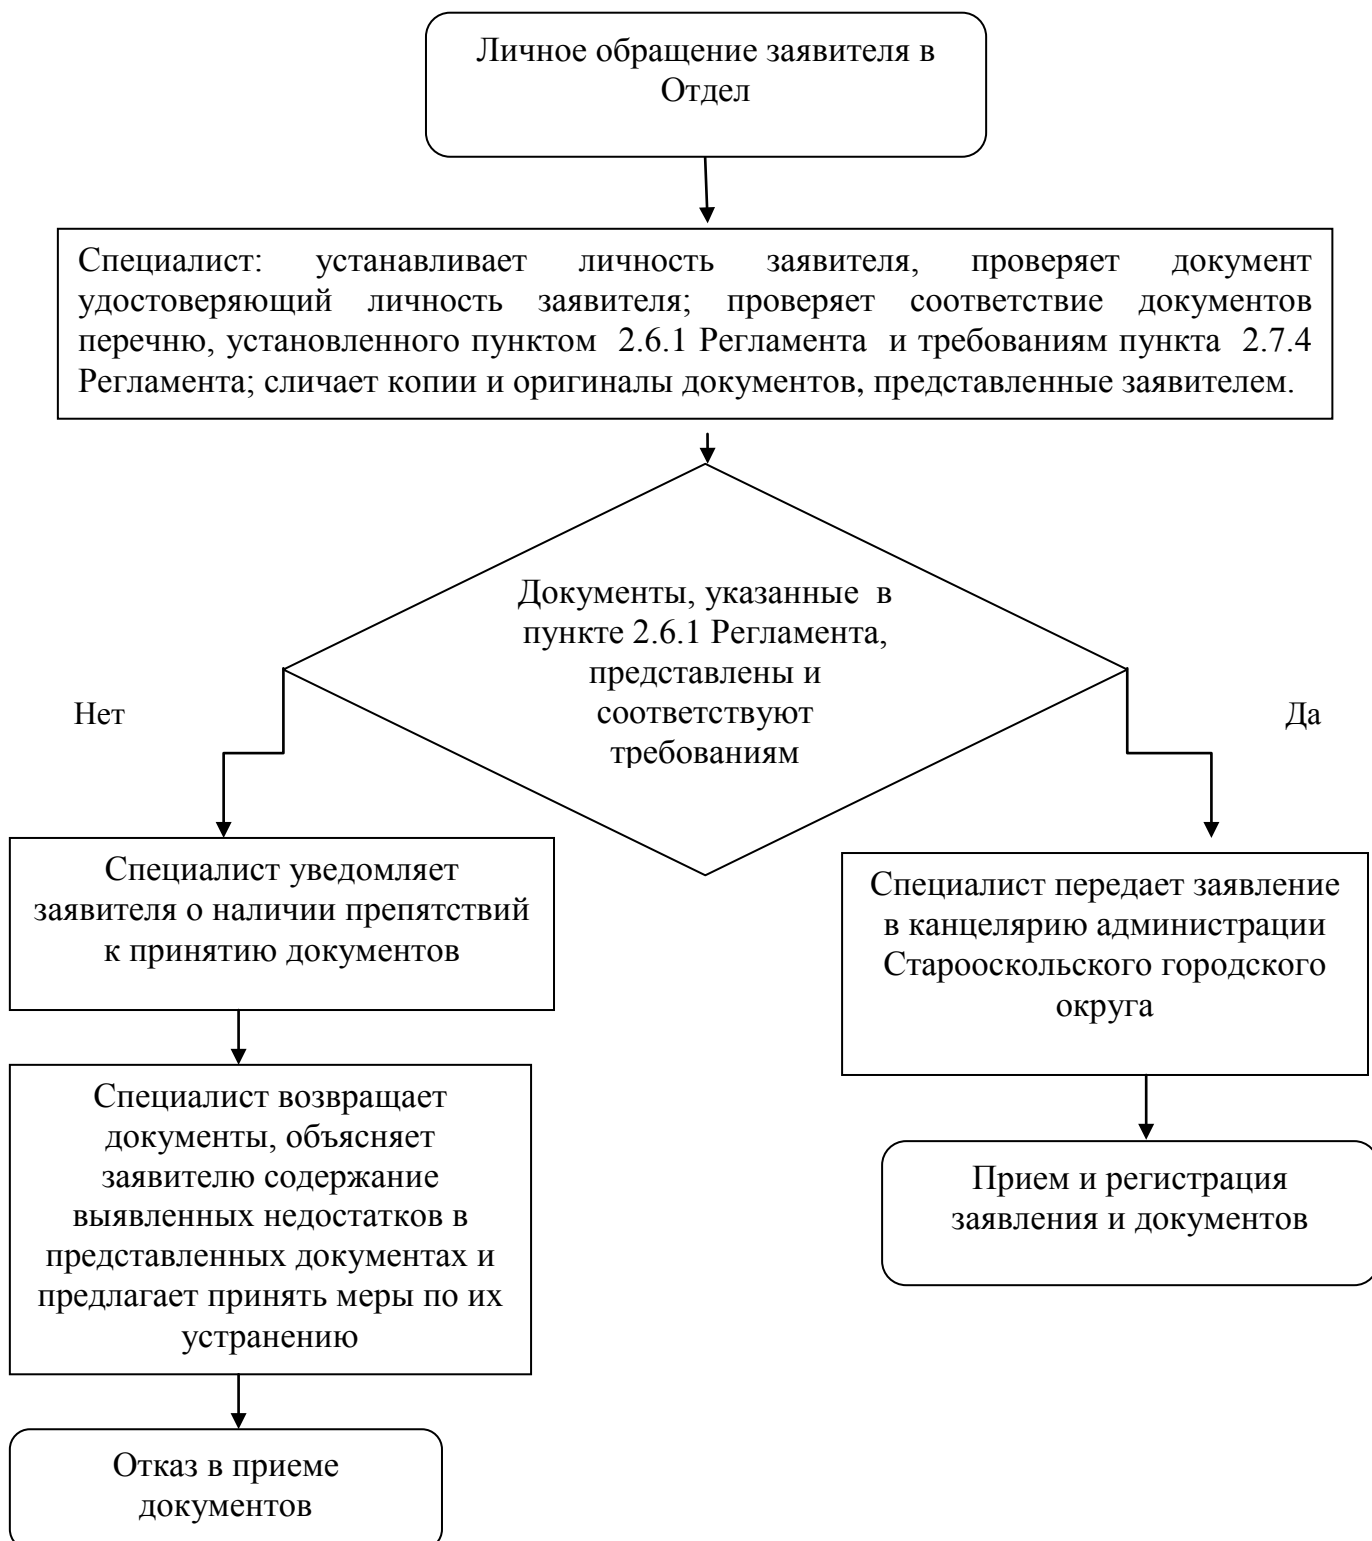 Личное обращение заявителя в
Отдел
Специалист: устанавливает личность заявителя, проверяет документ
удостоверяющий личность заявителя; проверяет соответствие документов
перечню, установленного пунктом 2.6.1 Регламента и требованиям пункта 2.7.4
Регламента; сличает копии и оригиналы документов, представленные заявителем.
Документы, указанные в
пункте 2.6.1 Регламента,
представлены и
соответствуют
требованиям
Нет
Да
Специалист уведомляет
заявителя о наличии препятствий
к принятию документов
Специалист передает заявление
в канцелярию администрации
Старооскольского городского
округа
Специалист возвращает
документы, объясняет
заявителю содержание
выявленных недостатков в
представленных документах и
предлагает принять меры по их
устранению
Прием и регистрация
заявления и документов
Отказ в приеме
документов